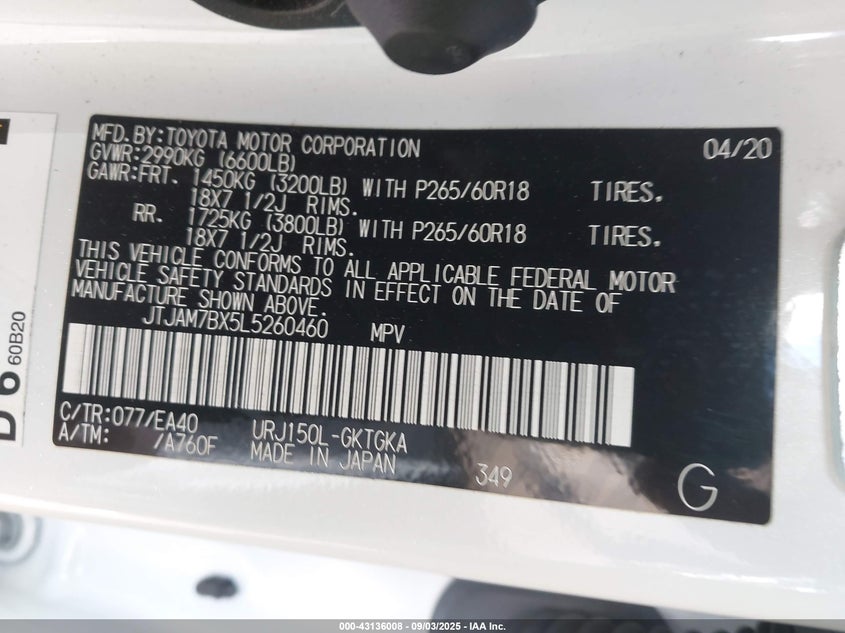 MFD. BY: TOYOTA MOTOR CORPORATION 04/20
GVWR: 2990KG (6600LB)
GAWR: FRT. 1450KG (3200LB) WITH P265/60R18 TIRES.
18X7 1/2J RIMS.
RR. 1725KG (3800LB) WITH P265/60R18 TIRES.
18X7 1/2J RIMS.
THIS VEHICLE CONFORMS TO ALL APPLICABLE FEDERAL MOTOR
VEHICLE SAFETY STANDARDS IN EFFECT ON THE DATE OF
MANUFACTURE SHOWN ABOVE.
JTJAM7BX5L5260460 MPV
C/TR: 077/EA40 URJ150L-GKTGKA
A/TM: /A760F MADE IN JAPAN 349 G
60B20
000-43136008 - 09/03/2025 - IAA Inc.